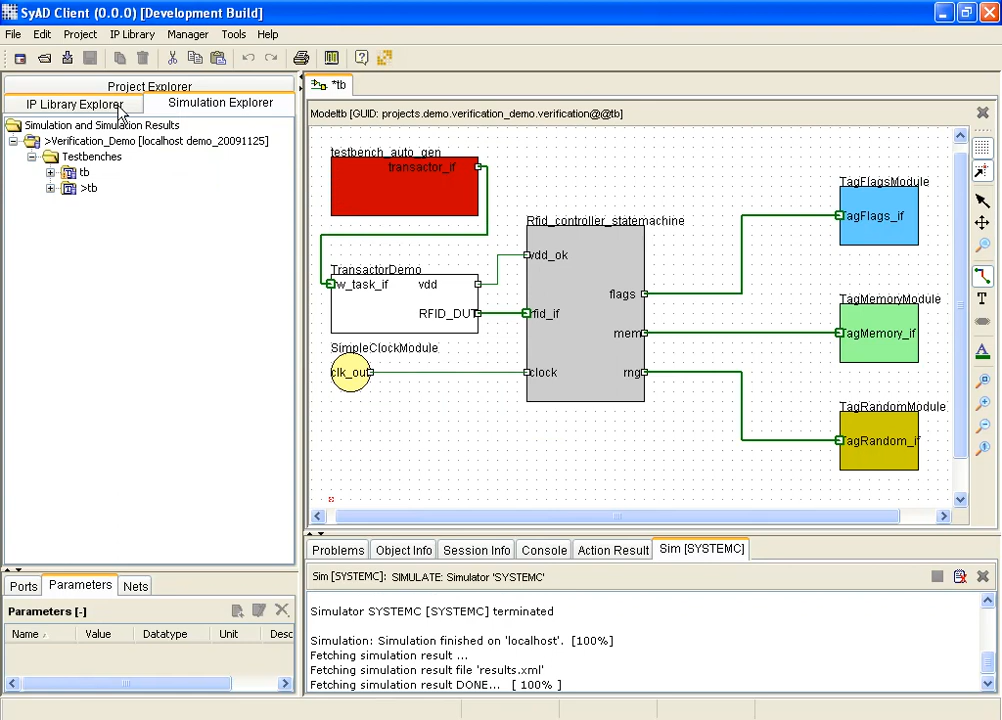 SyAD Client (0.0.0) [Development Build]
File Edit Project IP Library Manager Tools Help
Project Explorer
IP Library Explorer Simulation Explorer
Simulation and Simulation Results
>Verification_Demo [localhost demo_20091125]
Testbenches
tb
>tb
*tb
Modeltb [GUID: projects.demo.verification_demo.verification@@tb]
testbench_auto_gen
transactor_if
TransactorDemo
rw_task_if vdd
RFID_DUT
SimpleClockModule
clk_out
Rfid_controller_statemachine
vdd_ok
flags
rfid_if
mem
clock rng
TagFlagsModule
TagFlags_if
TagMemoryModule
TagMemory_if
TagRandomModule
TagRandom_if
Problems Object Info Session Info Console Action Result Sim [SYSTEMC]
Sim [SYSTEMC]: SIMULATE: Simulator 'SYSTEMC'
Simulator SYSTEMC [SYSTEMC] terminated
Simulation: Simulation finished on 'localhost'. [100%]
Fetching simulation result ...
Fetching simulation result file 'results.xml'
Fetching simulation result DONE... [ 100% ]
Ports Parameters Nets
Parameters [-]
Name Value Datatype Unit Desc